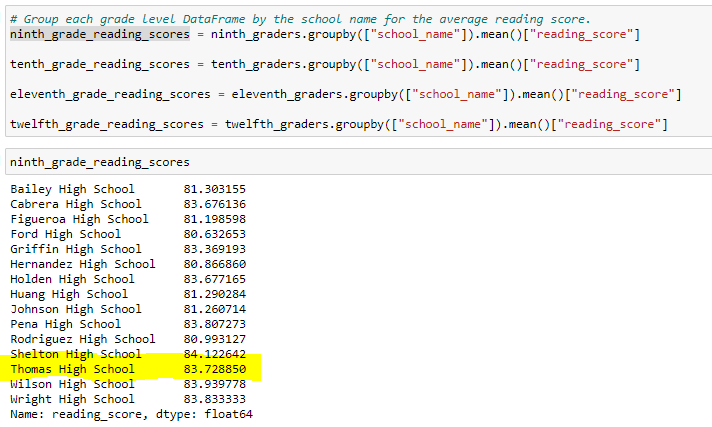 # Group each grade level DataFrame by the school name for the average reading score.
ninth_grade_reading_scores = ninth_graders.groupby(["school_name"]).mean()["reading_score"]
tenth_grade_reading_scores = tenth_graders.groupby(["school_name"]).mean()["reading_score"]
eleventh_grade_reading_scores = eleventh_graders.groupby(["school_name"]).mean()["reading_score"]
twelfth_grade_reading_scores = twelfth_graders.groupby(["school_name"]).mean()["reading_score"]
ninth_grade_reading_scores
Bailey High School 81.303155
Cabrera High School 83.676136
Figueroa High School 81.198598
Ford High School 80.632653
Griffin High School 83.369193
Hernandez High School 80.866860
Holden High School 83.677165
Huang High School 81.290284
Johnson High School 81.260714
Pena High School 83.807273
Rodriguez High School 80.993127
Shelton High School 84.122642
Thomas High School 83.728850
Wilson High School 83.939778
Wright High School 83.833333
Name: reading_score, dtype: float64